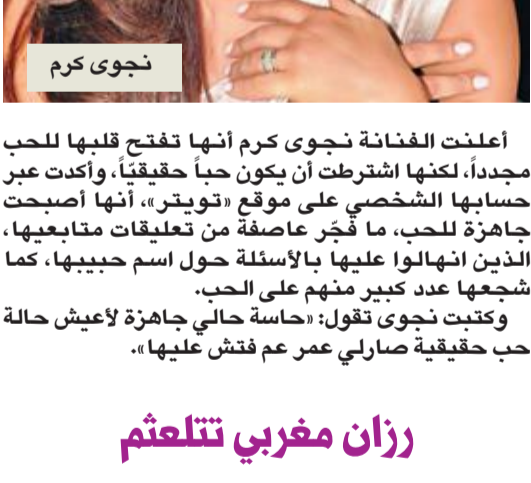 نجوى كرم
أعلنت الفنانة نجوى كرم أنها تفتح قلبها للحب
مجدداً، لكنها اشترطت أن يكون حباً حقيقيّاً، وأكدت عبر
حسابها الشخصي على موقع «تويتر»، أنها أصبحت
جاهزة للحب، ما فجّر عاصفة من تعليقات متابعيها،
الذين انهالوا عليها بالأسئلة حول اسم حبيبها، كما
شجعها عدد كبير منهم على الحب.
وكتبت نجوى تقول: «حاسة حالي جاهزة لأعيش حالة
حب حقيقية صارلي عمر عم فتش عليها».
رزان مغربي تتلعثم